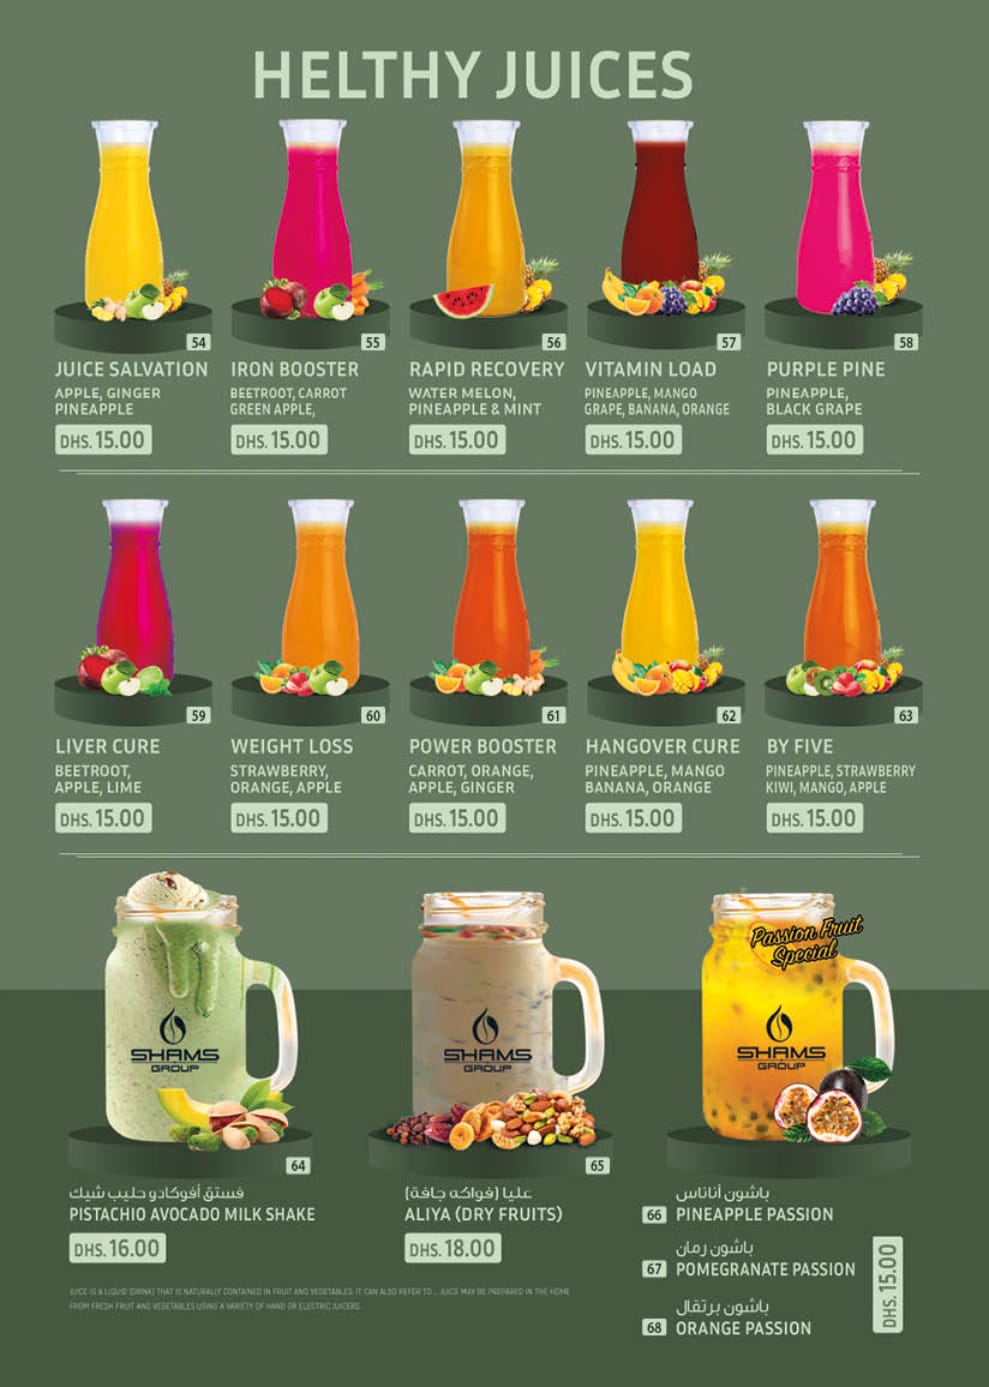 HELTHY JUICES
54
JUICE SALVATION
APPLE, GINGER
PINEAPPLE
DHS. 15.00
55
IRON BOOSTER
BEETROOT, CARROT
GREEN APPLE,
DHS. 15.00
56
RAPID RECOVERY
WATER MELON,
PINEAPPLE & MINT
DHS. 15.00
57
VITAMIN LOAD
PINEAPPLE, MANGO
GRAPE, BANANA, ORANGE
DHS. 15.00
58
PURPLE PINE
PINEAPPLE,
BLACK GRAPE
DHS. 15.00
59
LIVER CURE
BEETROOT,
APPLE, LIME
DHS. 15.00
60
WEIGHT LOSS
STRAWBERRY,
ORANGE, APPLE
DHS. 15.00
61
POWER BOOSTER
CARROT, ORANGE,
APPLE, GINGER
DHS. 15.00
62
HANGOVER CURE
PINEAPPLE, MANGO
BANANA, ORANGE
DHS. 15.00
63
BY FIVE
PINEAPPLE, STRAWBERRY
KIWI, MANGO, APPLE
DHS. 15.00
SHAMS
GROUP
64
فستق أفوكادو حليب شيك
PISTACHIO AVOCADO MILK SHAKE
DHS. 16.00
SHAMS
GROUP
65
عليا (فواكه جافة)
ALIYA (DRY FRUITS)
DHS. 18.00
Passion Fruit
Special
SHAMS
GROUP
باشون أناناس
66 PINEAPPLE PASSION
باشون رمان
67 POMEGRANATE PASSION
باشون برتقال
68 ORANGE PASSION
DHS. 15.00
JUICE IS A LIQUID (DRINK) THAT IS NATURALLY CONTAINED IN FRUIT AND VEGETABLES. IT CAN ALSO REFER TO ... JUICE MAY BE PREPARED IN THE HOME
FROM FRESH FRUIT AND VEGETABLES USING A VARIETY OF HAND OR ELECTRIC JUICERS.